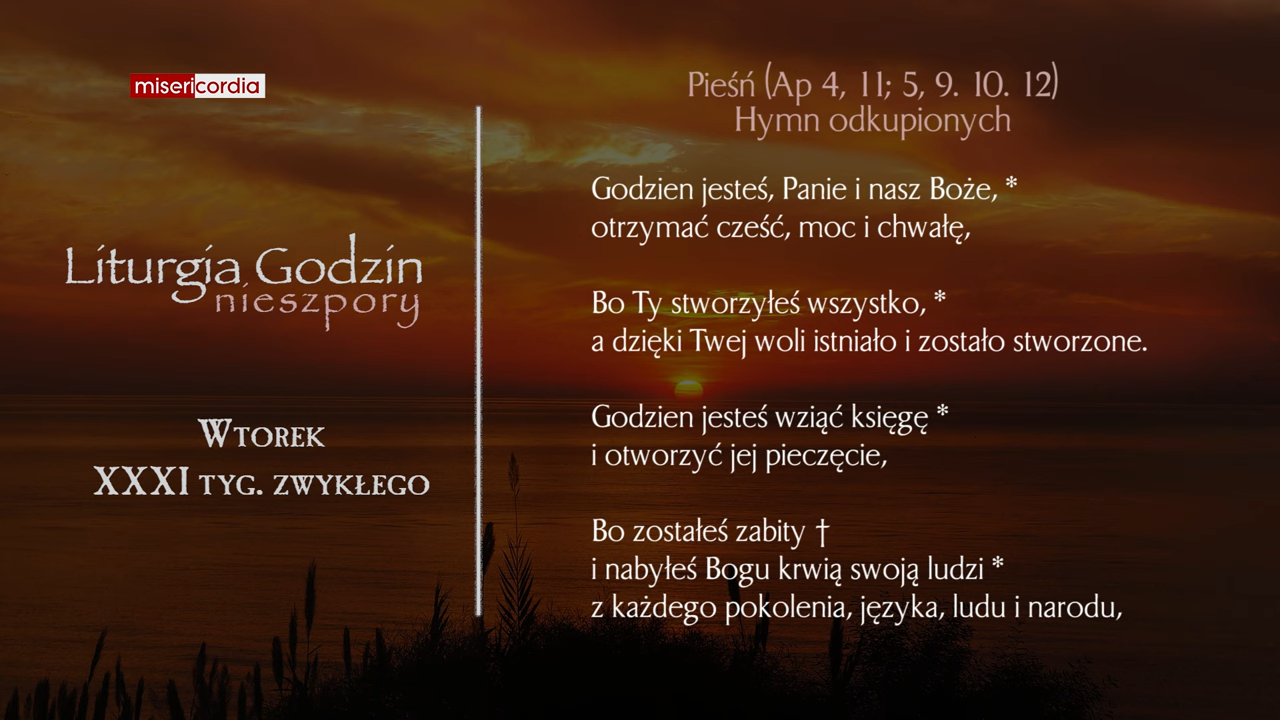 misericordia
Liturgia Godzin
nieszpory
Wtorek
XXXI tyg. zwykłego
Pieśń (Ap 4, 11; 5, 9. 10. 12)
Hymn odkupionych
Godzien jesteś, Panie i nasz Boże, *
otrzymać cześć, moc i chwałę,
Bo Ty stworzyłeś wszystko, *
a dzięki Twej woli istniało i zostało stworzone.
Godzien jesteś wziąć księgę *
i otworzyć jej pieczęcie,
Bo zostałeś zabity †
i nabyłeś Bogu krwią swoją ludzi *
z każdego pokolenia, języka, ludu i narodu,